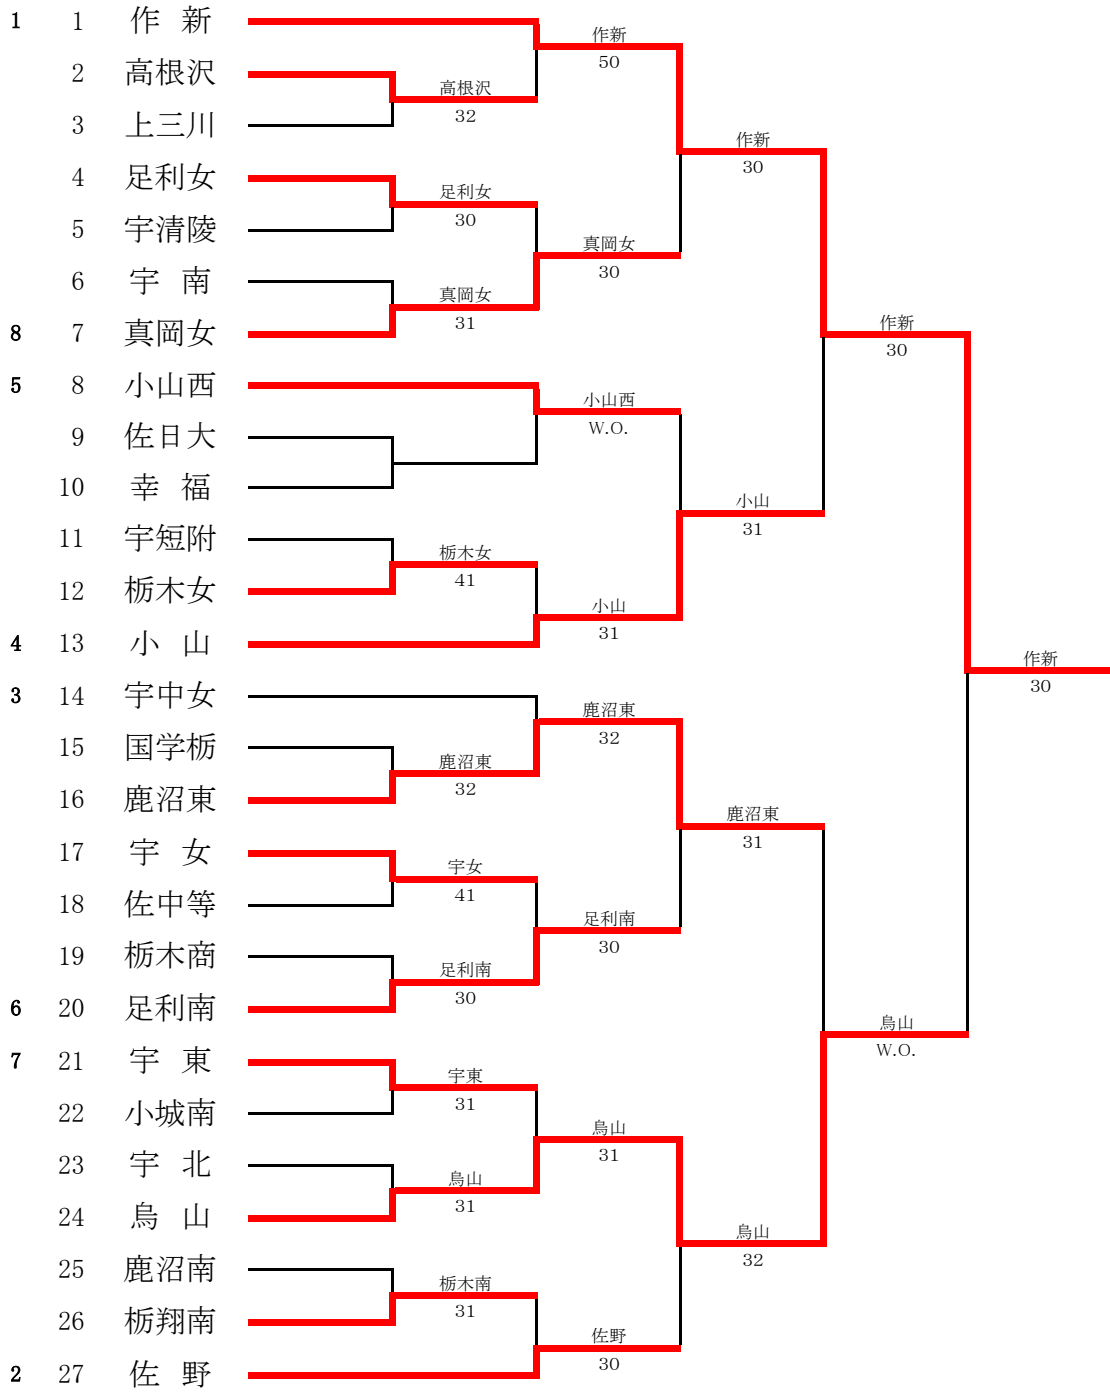 1 1 作 新
2 高根沢
3 上三川
4 足利女
5 宇清陵
6 宇 南
8 7 真岡女
5 8 小山西
9 佐日大
10 幸 福
11 宇短附
12 栃木女
4 13 小 山
3 14 宇中女
15 国学栃
16 鹿沼東
17 宇 女
18 佐中等
19 栃木商
6 20 足利南
7 21 宇 東
22 小城南
23 宇 北
24 烏 山
25 鹿沼南
26 栃翔南
2 27 佐 野
高根沢
32
足利女
30
真岡女
31
栃木女
41
鹿沼東
32
宇女
41
足利南
30
宇東
31
烏山
31
栃木南
31
作新
50
真岡女
30
小山西
W.O.
小山
31
鹿沼東
32
足利南
30
烏山
31
佐野
30
作新
30
小山
31
鹿沼東
31
烏山
32
作新
30
烏山
W.O.
作新
30